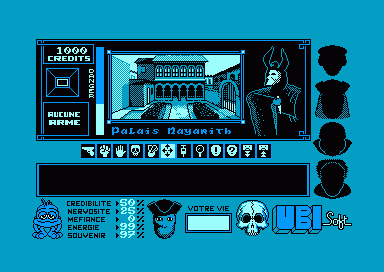 1000
CREDITS
DANGER
AUCUNE
ARME
Palais Nayarith
CREDIBILITE 50%
NERVOSITE 25%
MEFIANCE 0%
ENERGIE 99%
SOUVENIR 97%
VOTRE VIE
UBI Soft